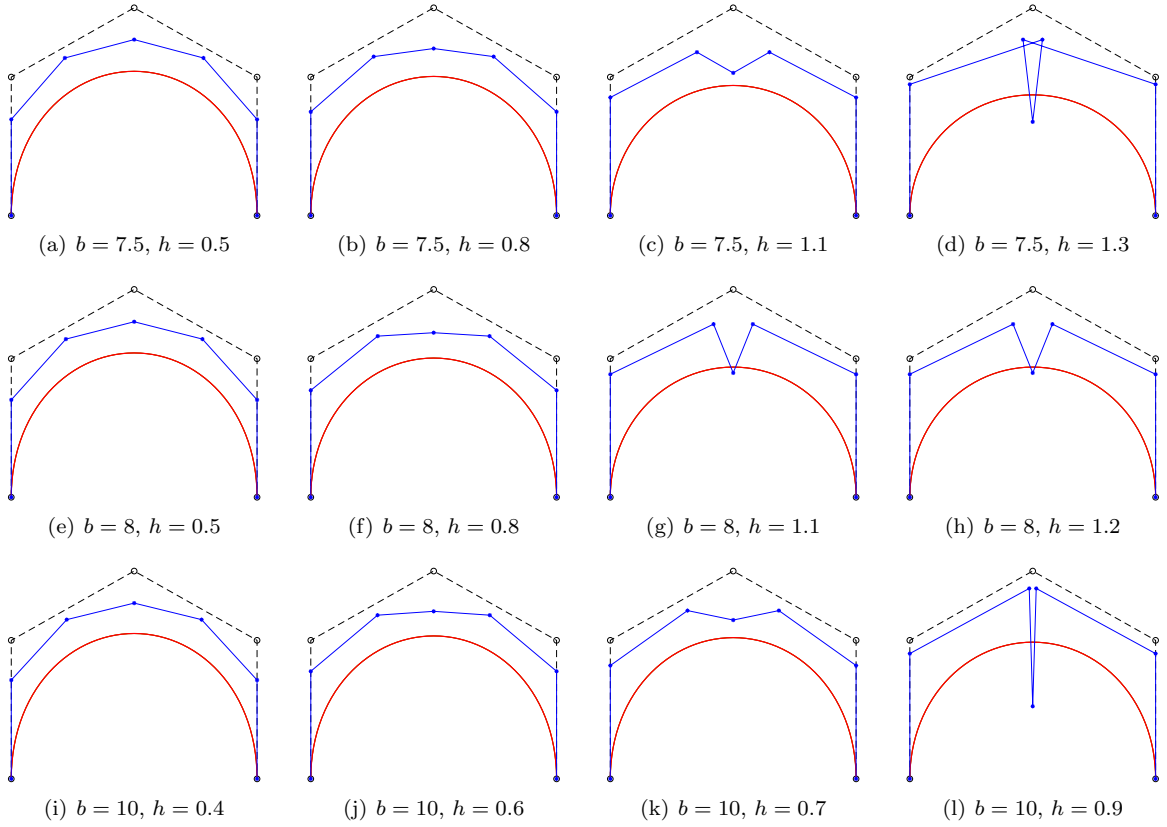 (a) b = 7.5, h = 0.5
(b) b = 7.5, h = 0.8
(c) b = 7.5, h = 1.1
(d) b = 7.5, h = 1.3
(e) b = 8, h = 0.5
(f) b = 8, h = 0.8
(g) b = 8, h = 1.1
(h) b = 8, h = 1.2
(i) b = 10, h = 0.4
(j) b = 10, h = 0.6
(k) b = 10, h = 0.7
(l) b = 10, h = 0.9